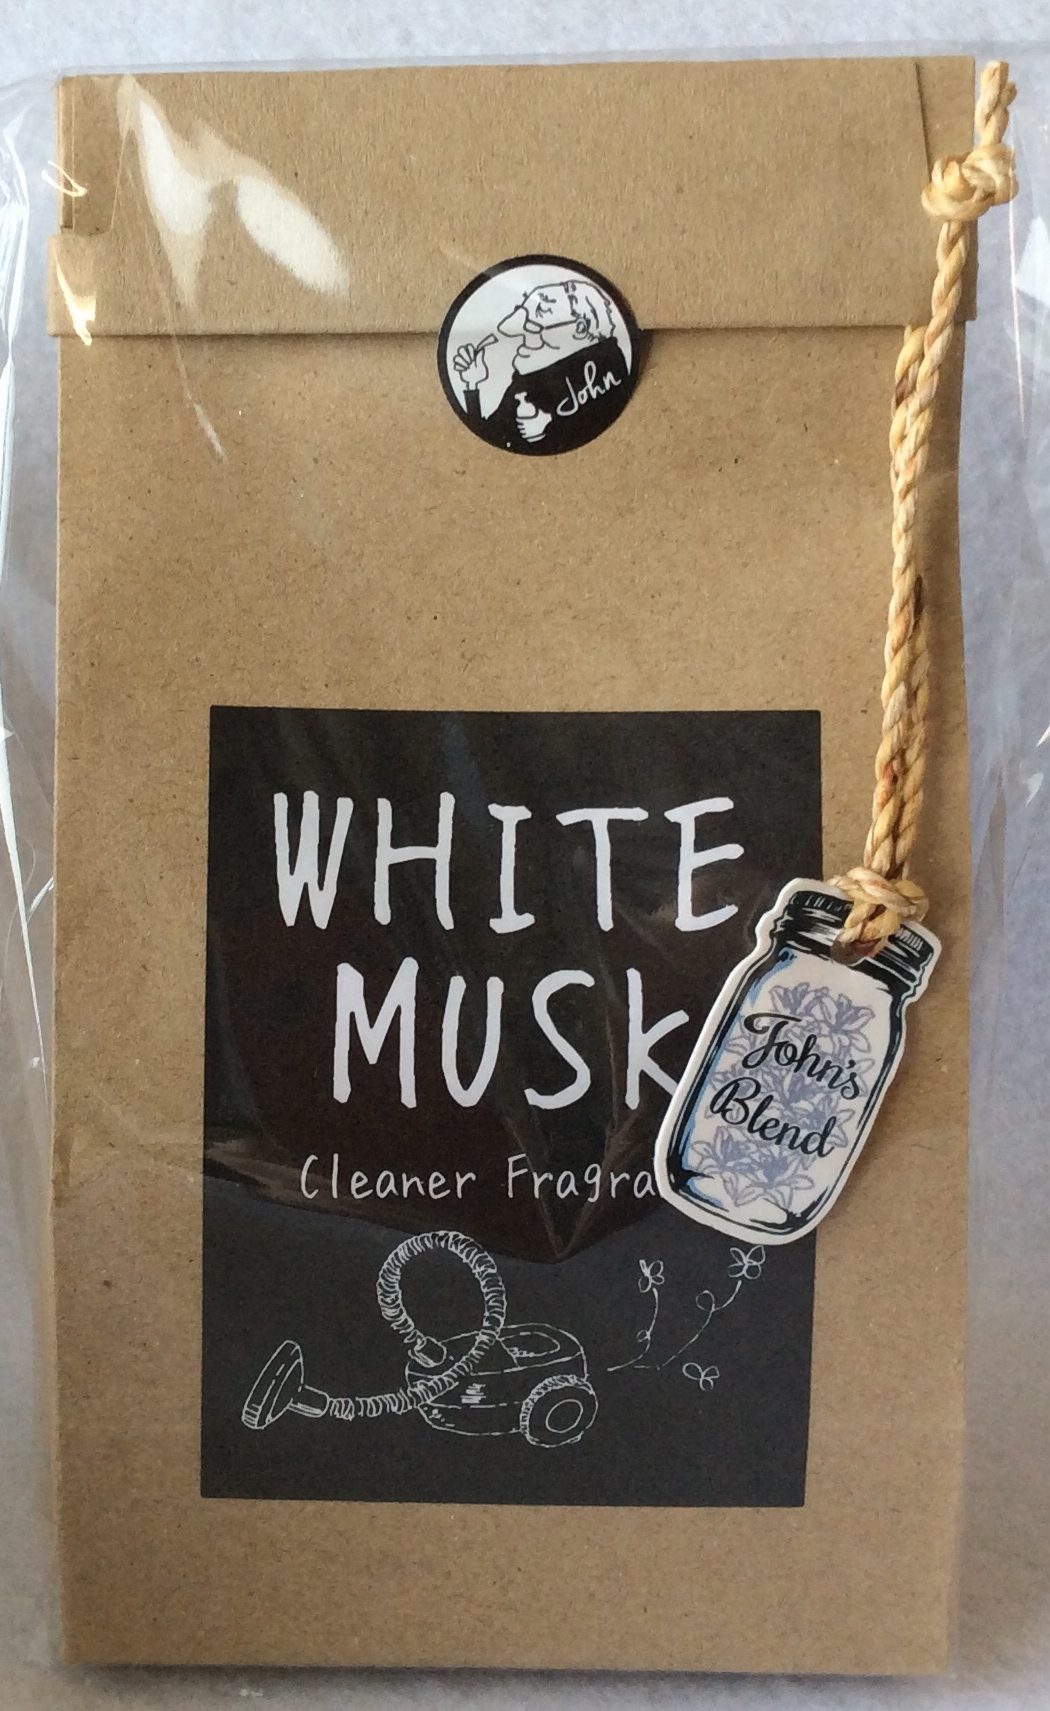 John
WHITE
MUSK
Cleaner Fragra
John's
Blend